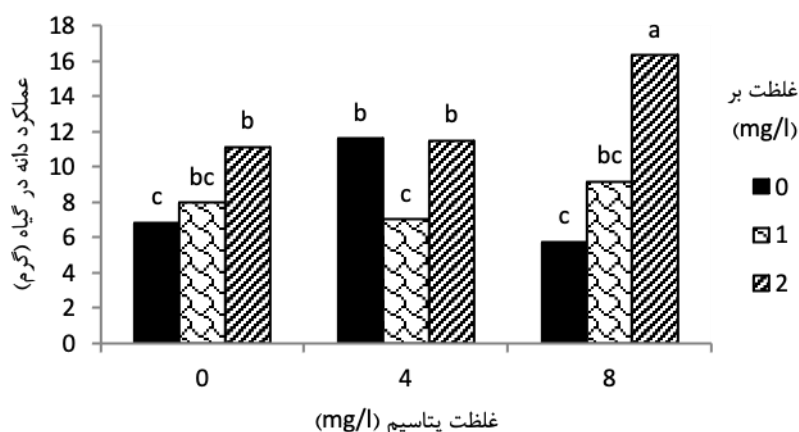 عملکرد دانه در گیاه (گرم)
18
16
14
12
10
8
6
4
2
0
c
bc
b
b
c
b
c
bc
a
0
4
8
غلظت پتاسیم (mg/l)
غلظت بر
(mg/l)
0
1
2